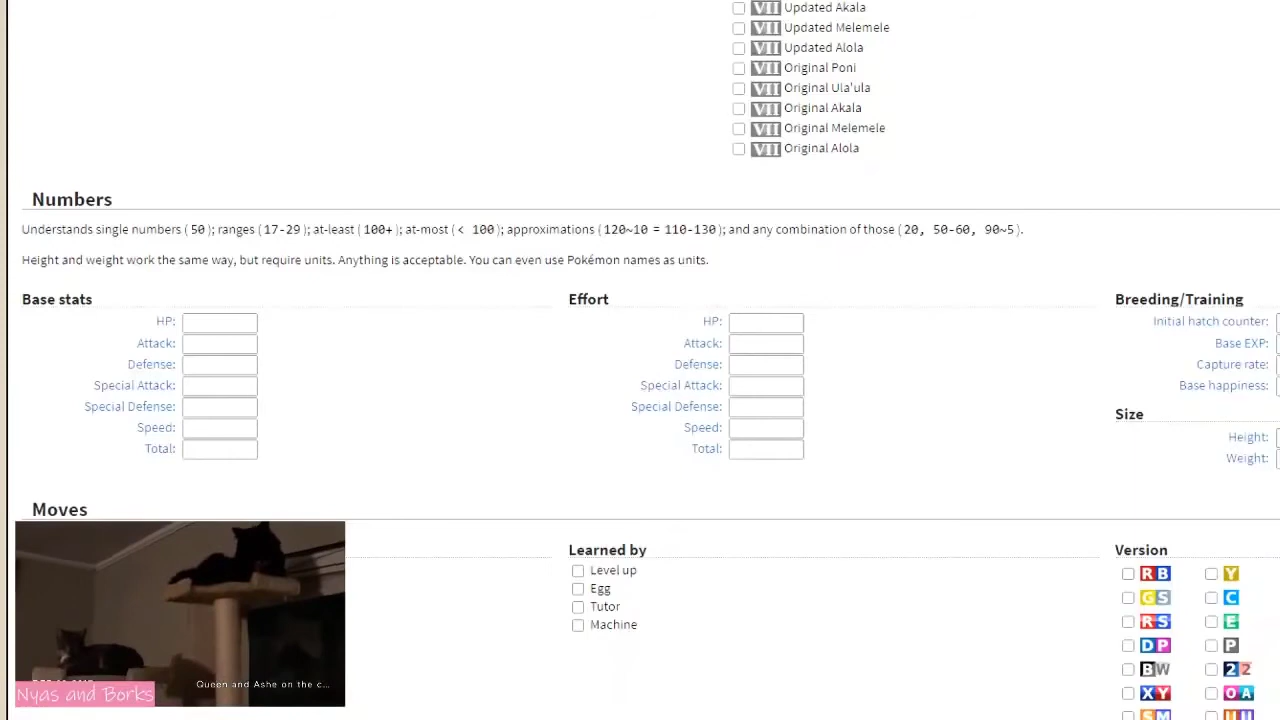 VII Updated Akala
VII Updated Melemele
VII Updated Alola
VII Original Poni
VII Original Ula'ula
VII Original Akala
VII Original Melemele
VII Original Alola
Numbers
Understands single numbers ( 50 ); ranges ( 17-29 ); at-least ( 100+ ); at-most ( < 100 ); approximations ( 120~10 = 110-130 ); and any combination of those ( 20, 50-60, 90~5 ).
Height and weight work the same way, but require units. Anything is acceptable. You can even use Pokémon names as units.
Base stats
HP:
Attack:
Defense:
Special Attack:
Special Defense:
Speed:
Total:
Effort
HP:
Attack:
Defense:
Special Attack:
Special Defense:
Speed:
Total:
Breeding/Training
Initial hatch counter:
Base EXP:
Capture rate:
Base happiness:
Size
Height:
Weight:
Moves
Learned by
Level up
Egg
Tutor
Machine
Version
RB Y
GS C
RS E
DP P
BW 22
XY OA
SM
Queen and Ashe on the c...
Nyas and Borks